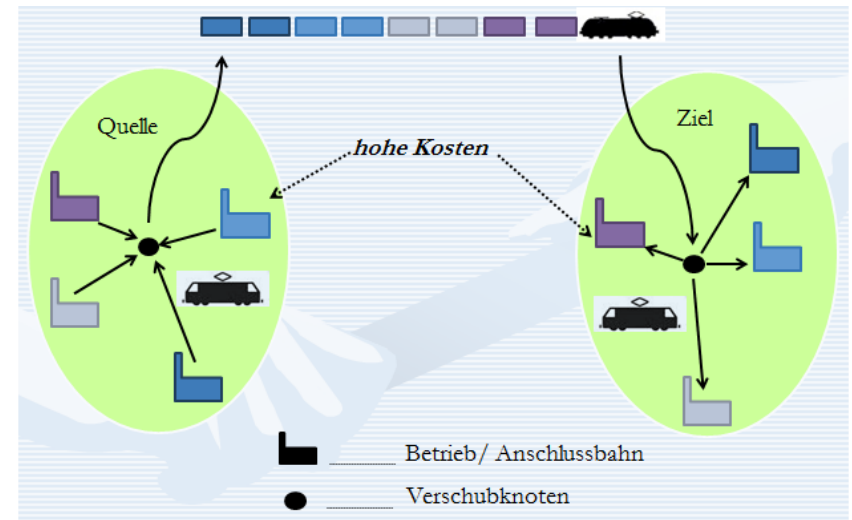 Quelle
Ziel
hohe Kosten
Betrieb/ Anschlussbahn
Verschubknoten